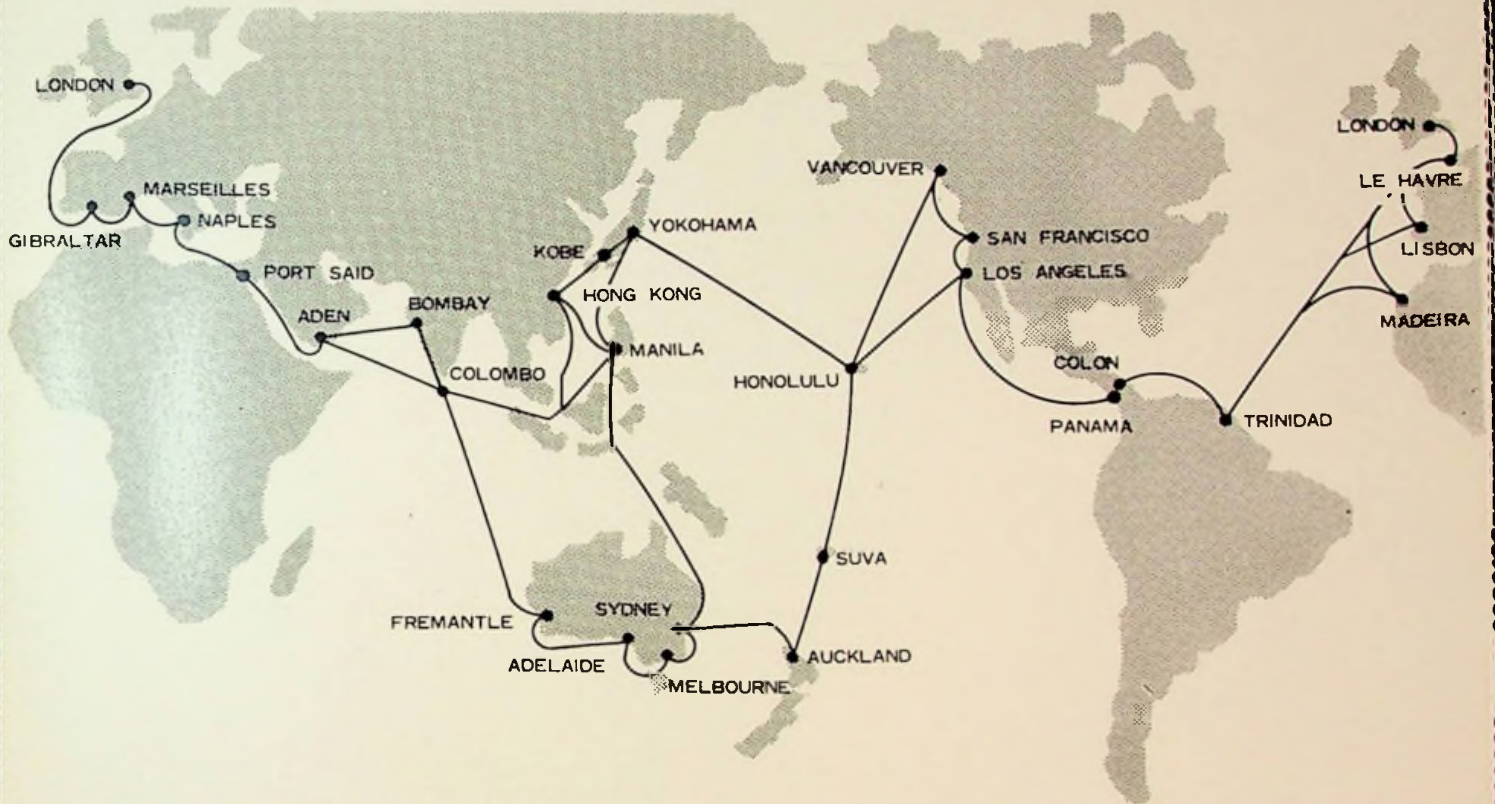 LONDON
MARSEILLES
NAPLES
GIBRALTAR
PORT SAID
ADEN
BOMBAY
COLOMBO
KOBE
YOKOHAMA
HONG KONG
MANILA
FREMANTLE
ADELAIDE
SYDNEY
MELBOURNE
AUCKLAND
SUVA
HONOLULU
VANCOUVER
SAN FRANCISCO
LOS ANGELES
COLON
PANAMA
TRINIDAD
LONDON
LE HAVRE
LISBON
MADEIRA